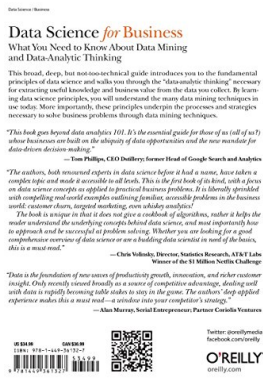 Data Science / Business
Data Science for Business
What You Need to Know About Data Mining
and Data-Analytic Thinking
This broad, deep, but not-too-technical guide introduces you to the fundamental
principles of data science and walks you through the "data-analytic thinking" necessary
for extracting useful knowledge and business value from the data you collect. By learn-
ing data science principles, you will understand the many data mining techniques in
use today. More importantly, these principles underpin the processes and strategies
necessary to solve business problems through data mining techniques.
"This book goes beyond data analytics 101. It's the essential guide for those of us (all of us?)
whose businesses are built on the ubiquity of data opportunities and the new mandate for
data-driven decision-making."
— Tom Phillips, CEO Dstillery; former Head of Google Search and Analytics
"The authors, both renowned experts in data science before it had a name, have taken a
complex topic and made it accessible to all levels. This is the first book of its kind, with a focus
on data science concepts as applied to practical business problems. It is liberally sprinkled
with compelling real world examples outlining familiar, accessible problems in the business
world: customer churn, targeted marketing, even whiskey analytics!
The book is unique in that it does not give a cookbook of algorithms, rather it helps the
reader understand the underlying concepts behind data science, and most importantly how
to approach and be successful at problem solving. Whether you are looking for a good
comprehensive overview of data science or are a budding data scientist in need of the basics,
this is a must-read."
— Chris Volinsky, Director, Statistics Research, AT&T Labs
Winner of the $1 Million Netflix Challenge
"Data is the foundation of new waves of productivity growth, innovation, and richer customer
insight. Only recently viewed broadly as a source of competitive advantage, dealing well
with data is rapidly becoming table stakes to stay in the game. The authors' deep applied
experience makes this a must read—a window into your competitor's strategy."
— Alan Murray, Serial Entrepreneur; Partner Coriolis Ventures
US $34.99 CAN $36.99
ISBN: 978-1-449-36132-7
53499
9 781449 361327
Twitter: @oreillymedia
facebook.com/oreilly
O'REILLY
oreilly.com